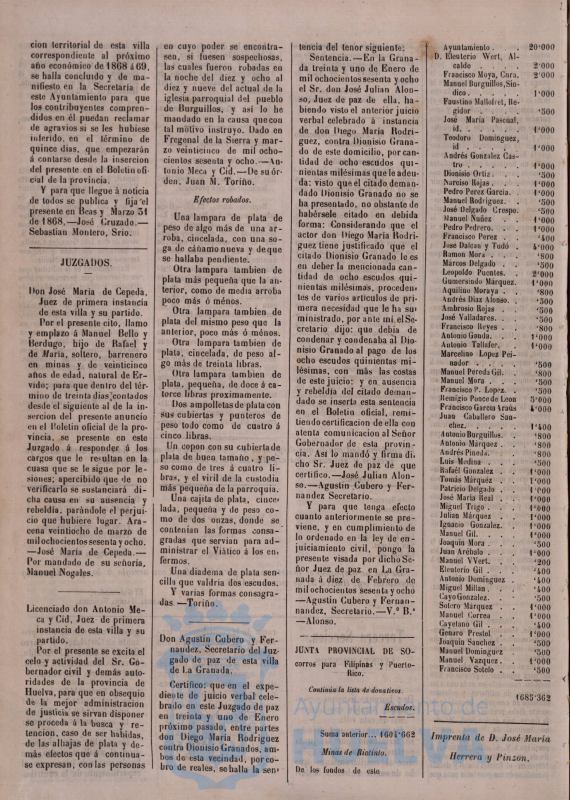 cion territorial de esta villa
correspondiente al próximo
año económico de 1868 á 69,
se halla concluido y de ma-
nifiesto en la Secretaría de
este Ayuntamiento para que
los contribuyentes compren-
didos en él puedan reclamar
de agravios si se les hubiese
inferido, en el término de
quince dias, que empezarán
á contarse desde la insercion
del presente en el Boletin ofi-
cial de la provincia.
Y para que llegue á noticia
de todos se publica y fija el
presente en Beas y Marzo 31
de 1868.—José Cruzado.—
Sebastian Montero, Srio.
JUZGADOS.
Don José María de Cepeda,
Juez de primera instancia
de esta villa y su partido.
Por el presente cito, llamo
y emplazo á Manuel Bello y
Berdugo, hijo de Rafael y
de María, soltero, barrenero
en minas y de veinticinco
años de edad, natural de Er-
vido; para que dentro del tér-
mino de treinta dias contados
desde el siguiente al de la in-
sercion del presente anuncio
en el Boletin oficial de la pro-
vincia, se presente en este
Juzgado á responder á los
cargos que le resultan en la
cuasa que se le sigue por le-
siones; apercibido que de no
verificarlo se sustanciará di-
cha causa en su ausencia y
rebeldía, parándole el perjui-
cio que hubiere lugar. Ara-
cena veintiocho de marzo de
mil ochocientos sesenta y ocho.
—José María de Cepeda.—
Por mandado de su señoría,
Manuel Nogales.
Licenciado don Antonio Me-
ca y Cid, Juez de primera
instancia de esta villa y su
partido.
Por el presente se excita el
celo y actividad del Sr. Go-
bernador civil y demás auto-
ridades de la provincia de
Huelva, para que en obsequio
de la mejor administracion
de justicia se sirvan disponer
se proceda á la busca y re-
tencion, caso de ser habidas,
de las alhajas de plata y de-
más efectos que á continua-
se expresan, con las personas
en cuyo poder se encontra-
sen, si fuesen sospechosas,
las cuales fueron robadas en
la noche del diez y ocho al
diez y nueve del actual de la
iglesia parroquial del pueblo
de Burguillos, y así lo he
mandado en la causa que con
tal motivo instruyo. Dado en
Fregenal de la Sierra y mar-
zo veinticinco de mil ocho-
cientos sesenta y ocho.—An-
tonio Meca y Cid.—De su ór-
den, Juan M. Toriño.
Efectos robados.
Una lampara de plata de
peso de algo más de una ar-
roba, cincelada, con una so-
ga de cáñamo nueva y de que
se hallaba pendiente.
Otra lampara tambien de
plata más pequeña que la an-
terior, como de media arroba
poco más ó ménos.
Otra lampara tambien de
plata del mismo peso que la
anterior, poco más ó ménos.
Otra lampara tambien de
plata, cincelada, de peso al-
go más de treinta libras.
Otra lampara tambien de
plata, pequeña, de doce á ca-
torce libras proximamente.
Dos ampolletas de plata con
sus cubiertas y punteros de
peso todo como de cuatro á
cinco libras.
Un copon con su cubierta de
plata de buen tamaño, y pe-
so como de tres á cuatro li-
bras, y el viril de la custodia
más pequeña de la parroquia.
Una cajita de plata, cince
lada, pequeña y de peso co-
mo de dos onzas, donde se
contenian las formas consa-
gradas que servian para ad-
ministrar el Viático á los en-
fermos.
Una diadema de plata sen-
cilla que valdria dos escudos.
Y varias formas consagra-
das.—Toriño.
Don Agustin Cubero y Fer-
nandez, Secretario del Juz-
gado de paz de esta villa
de La Granada.
Certifico: que en el expe-
diente de juicio verbal cele-
brado en este Juzgado de paz
en treinta y uno de Enero
próximo pasado, entre partes
don Diego María Rodriguez
contra Dionisio Granados, am-
bos de esta vecindad, por co-
bro de reales, se halla la sen-
tencia del tenor siguiente:
Sentencia.—En la Grana-
da treinta y uno de Enero de
mil ochocientos sesenta y ocho
el Sr. don José Julian Alon-
so, Juez de paz de ella, ha-
biendo visto el anterior juicio
verbal celebrado á instancia
de don Diego María Rodri-
guez, contra Dionisio Grana-
do de este domicilio, por can-
tidad de ocho escudos qui-
nientas milésimas que le ade-
uda; visto que el citado deman-
dado Dionisio Granado no se
ha presentado, no obstante de
habérsele citado en debida
forma: Considerando que el
actor don Diego María Rodri-
guez tiene justificado que el
citado Dionisio Granado le es
en deber la mencionada can-
tidad de ocho escudos qui-
nientas milésimas, proceden-
tes de varios artículos de pri-
mera necesidad que le ha su-
ministrado, por ante mí el Se-
cretario dijo: que debia de
condenar y condenaba al Dio-
nisio Granado al pago de los
ocho escudos quinientas mi-
lésimas, con más las costas
de este juicio; y en ausencia
y rebeldía del citado deman-
dado se inserta esta sentencia
en el Boletin oficial, remi-
tiendo certificacion de ella con
atenta comunicacion al Señor
Gobernador de esta provin-
cia. Así lo mandó y firma di-
cho Sr. Juez de paz de que
certifico.—José Julian Alon-
so.—Agustin Cubero y Fer-
nandez Secretario.
Y para que tenga efecto
cuanto anteriormente se pre-
viene, y en cumplimiento de
lo ordenado en la ley de en-
juiciamiento civil, pongo la
presente visada por dicho Se-
ñor Juez de paz en La Gra-
nada á diez de Febrero de
mil ochocientos sesenta y ocho
—Agustin Cubero y Fernan-
nandez, Secretario.—V.º B.º
—Alonso.
JUNTA PROVINCIAL DE SO-
corros para Filipinas y Puerto-
Rico.
Continúa la lista de donativos.
Escudos.
Suma anterior... 1604·662
Minas de Riotinto.
De los fondos de este
Ayuntamiento . . 20·000
D. Eleuterio Wert, Al-
calde . . . 2·000
Francisco Moya, Cura. 2·000
Manuel Burguillos, Sin-
dico. . . . 1·000
Faustino Mallofret, Re-
gidor . . . ·500
José María Pascual,
id. . . . 1·000
Teodoro Dominguez,
id . . . 1·000
Andrés Gonzalez Cas-
tro . . . 1·000
Dionisio Ortiz. . . ·500
Narciso Rojas. . . 1·000
Pedro Perez García. . 1·000
Manuel Rodriguez. . ·500
José Delgado Crespo. ·500
Manuel Nuñez . . 1·000
Pedro Pedrero. . . 1·000
Francisco Perez . . ·400
Jose Dalcau y Tudó . 1·000
Ramon Mora . . . ·800
Márcos Delgado. . . ·500
Leopoldo Puentes. . 2·000
Gumersindo Márquez. 1·000
Aquilino Moraya . . ·800
Andrés Diaz Alonso. . ·500
Ambrosio Rejas . . ·500
José Valladares. . . ·500
Francisco Reyes . . ·800
Antonio Ganda. . . 1·000
Antonio Tallafer. . . 1·000
Marcelino Lopez Pei-
nador . . . ·500
Manuel Pereda Gil. . ·800
Manuel Mora . . . ·500
Francisco P. Lopez. . ·500
Remigio Ponce de Leon 5·000
Francisco Garcia Araús 4·000
Juan Caballero San-
chez. . . . 1·400
Antonio Burguillos. . ·800
Antonio Márquez . . ·800
Andrés Pineda. . . ·800
Luis Medina . . . ·500
Rafaél Gonzalez . . 1·000
Tomás Márquez . . 1·000
Patricio Delgado . . 1·000
José María Real . . 1·000
Miguel Trigo . . . 1·000
Julian Márquez . . 1·000
Ignacio Gonzalez. . 1·000
Manuel Gil. . . . 1·000
Joaquin Mora . . . ·500
Juan Arébalo . . . 1·000
Manuel VVert. . . ·200
Eleuterio Gil . . . ·400
Antonio Dominguez . ·400
Miguel Millan . . . ·400
Cayo Gonzalez. . . ·500
Sotero Márquez . . 1·000
Manuel Correa . . 1·000
Cayetano Gil . . . ·400
Genaro Prestel . . 1·000
Joaquin Sanchez . . ·500
Manuel Dominguez . ·500
Manuel Vazquez. . . 1·000
Francisco Sotelo . . ·500
1685·362
Imprenta de D. José María
Herrera y Pinzon.
Ayuntamiento de
HUELVA